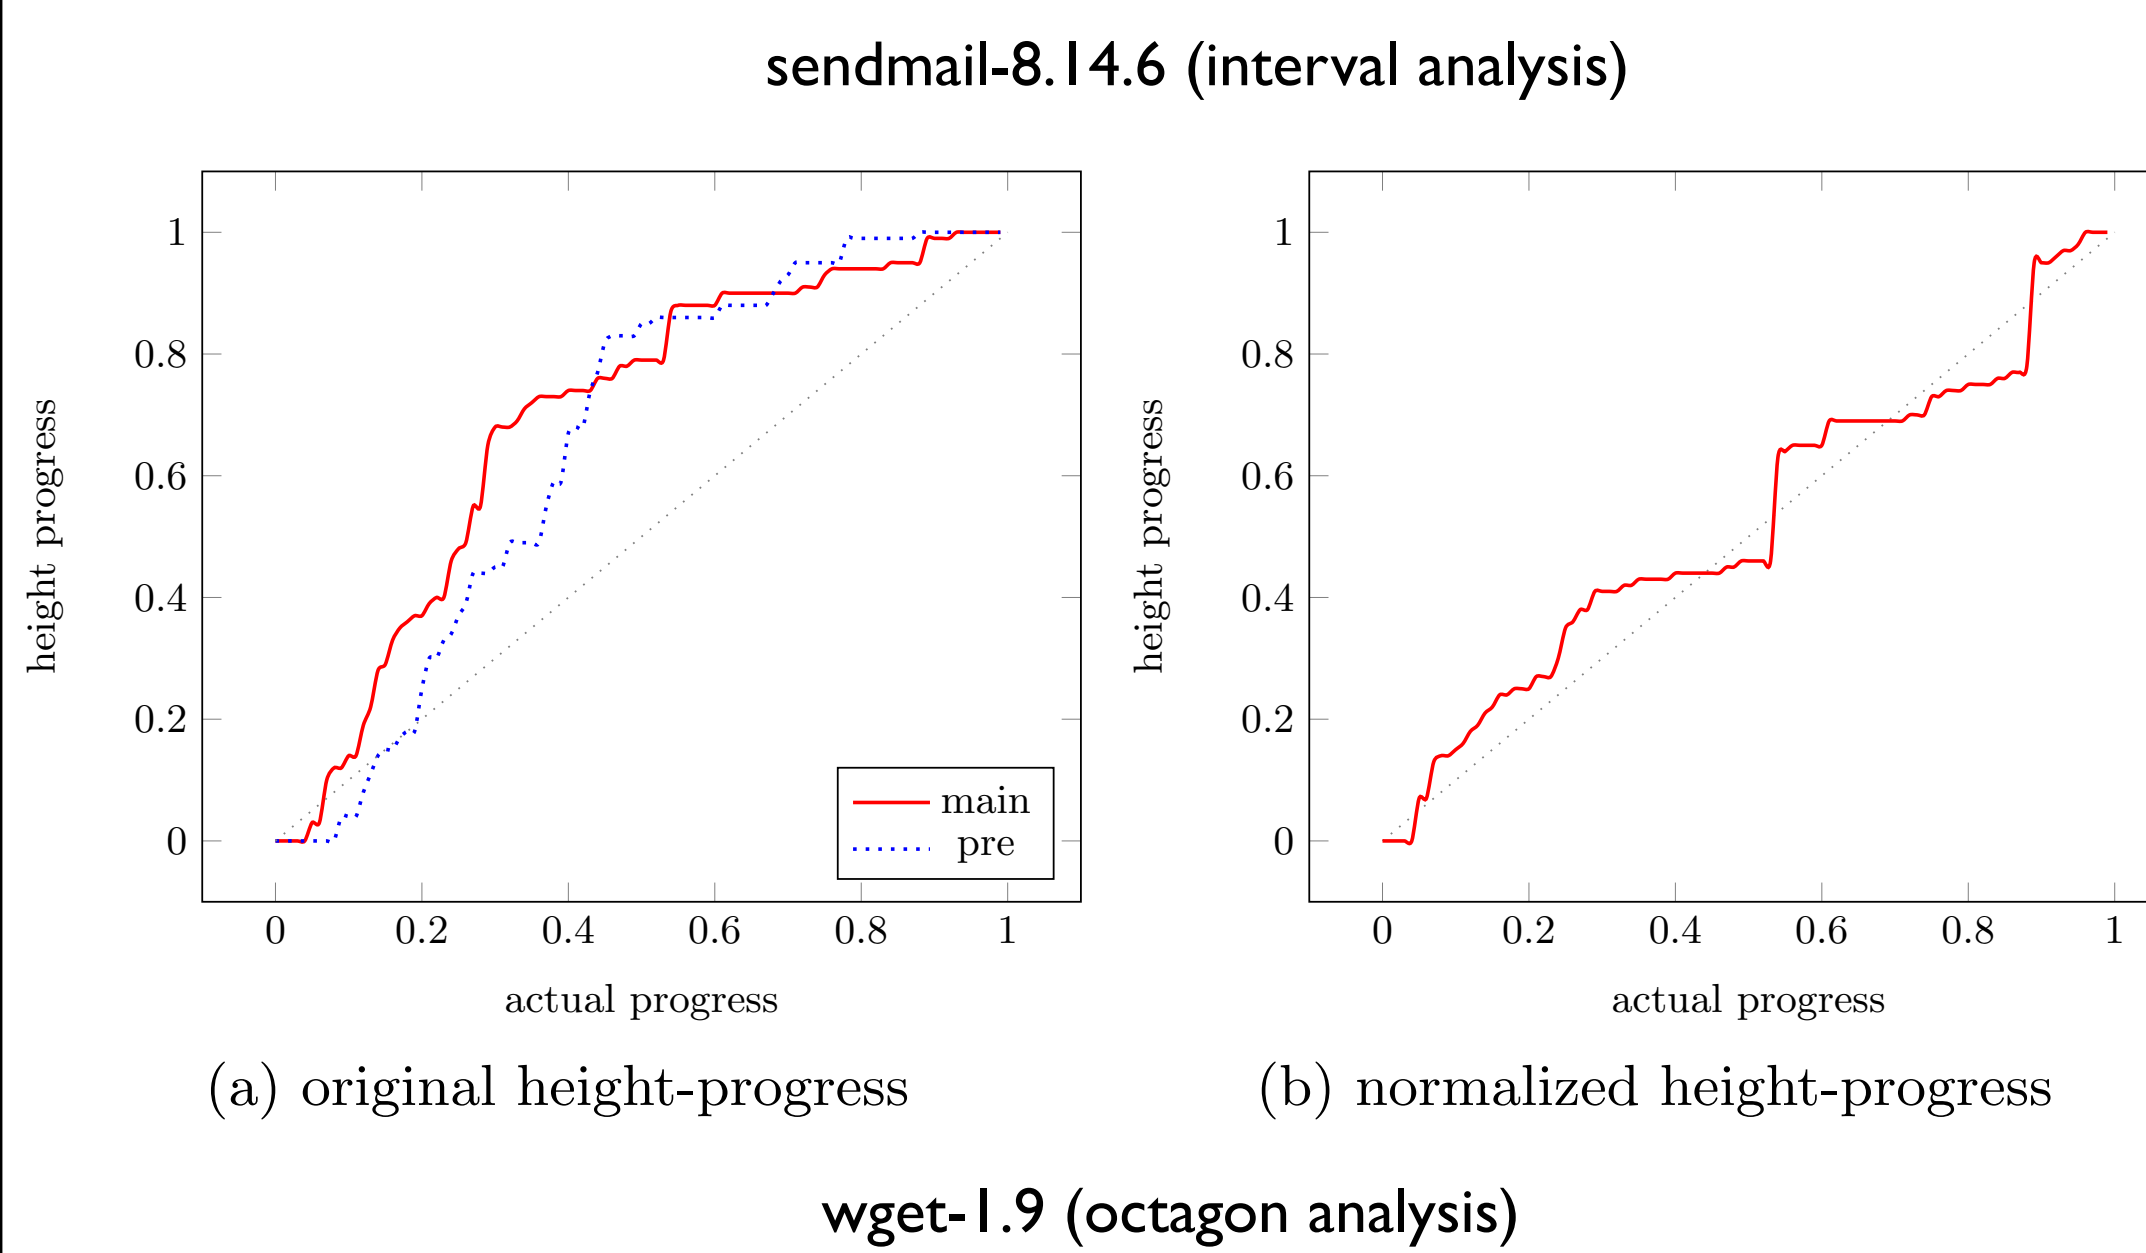 sendmail-8.14.6 (interval analysis)
height progress
1
0.8
0.6
0.4
0.2
0
main
pre
0 0.2 0.4 0.6 0.8 1
actual progress
(a) original height-progress
height progress
1
0.8
0.6
0.4
0.2
0
0 0.2 0.4 0.6 0.8 1
actual progress
(b) normalized height-progress
wget-1.9 (octagon analysis)